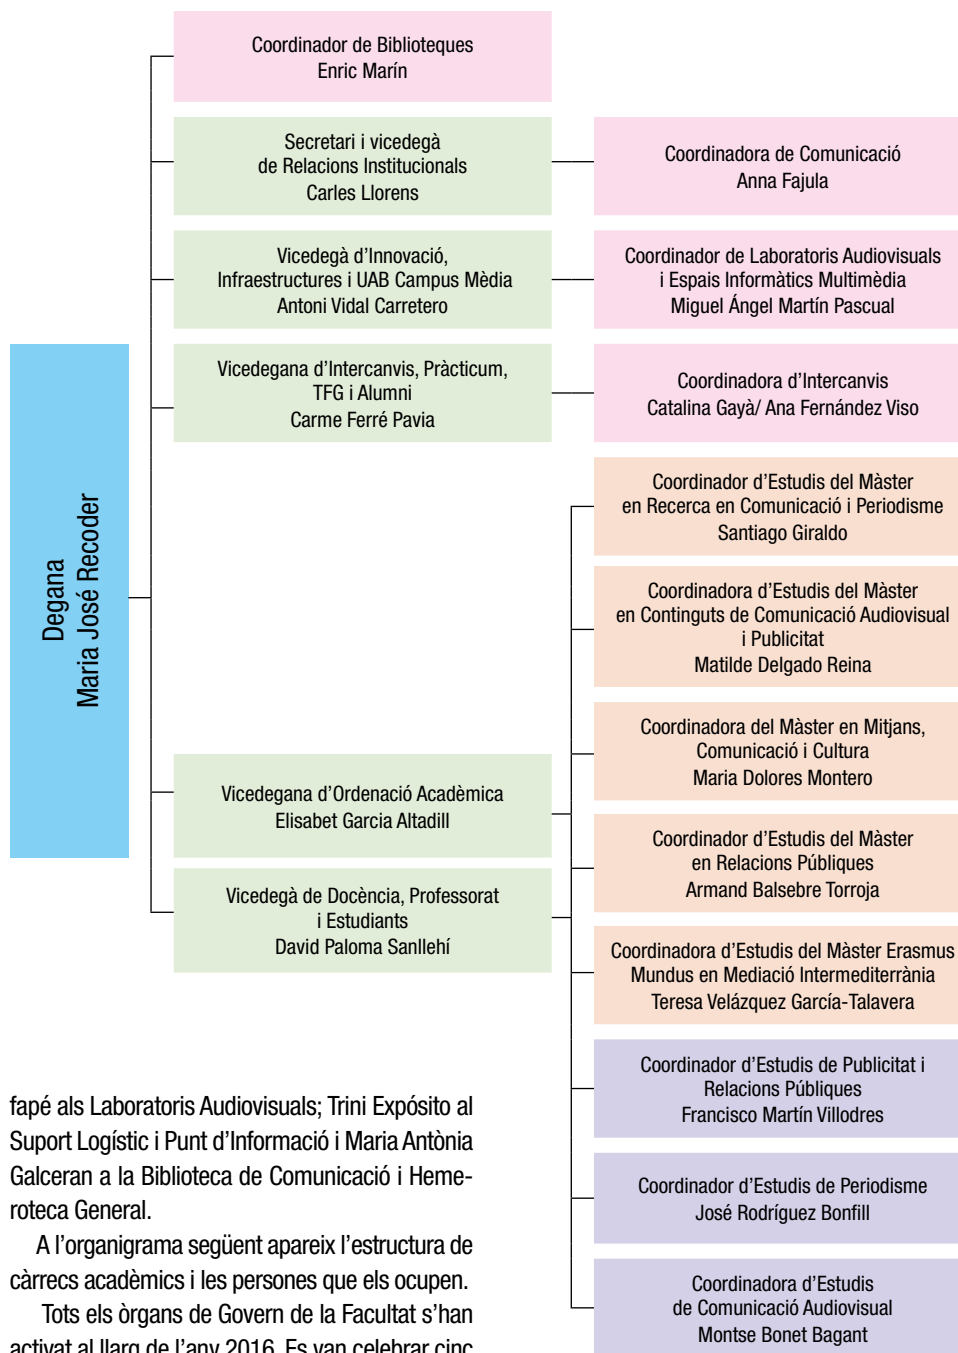 Coordinador de Biblioteques
Enric Marín
Secretari i vicedegà
de Relacions Institucionals
Carles Llorens
Coordinadora de Comunicació
Anna Fajula
Vicedegà d’Innovació,
Infraestructures i UAB Campus Mèdia
Antoni Vidal Carretero
Coordinador de Laboratoris Audiovisuals
i Espais Informàtics Multimèdia
Miguel Ángel Martín Pascual
Vicedegana d’Intercanvis, Pràcticum,
TFG i Alumni
Carme Ferré Pavia
Coordinadora d’Intercanvis
Catalina Gayà/ Ana Fernández Viso
Degana
Maria José Recoder
Coordinador d’Estudis del Màster
en Recerca en Comunicació i Periodisme
Santiago Giraldo
Coordinadora d’Estudis del Màster
en Continguts de Comunicació Audiovisual
i Publicitat
Matilde Delgado Reina
Coordinadora del Màster en Mitjans,
Comunicació i Cultura
Maria Dolores Montero
Vicedegana d’Ordenació Acadèmica
Elisabet Garcia Altadill
Coordinador d’Estudis del Màster
en Relacions Públiques
Armand Balsebre Torroja
Vicedegà de Docència, Professorat
i Estudiants
David Paloma Sanllehí
Coordinadora d’Estudis del Màster Erasmus
Mundus en Mediació Intermediterrània
Teresa Velázquez García-Talavera
Coordinador d’Estudis de Publicitat i
Relacions Públiques
Francisco Martín Villodres
Coordinador d’Estudis de Periodisme
José Rodríguez Bonfill
Coordinadora d’Estudis
de Comunicació Audiovisual
Montse Bonet Bagant
fapé als Laboratoris Audiovisuals; Trini Expósito al
Suport Logístic i Punt d’Informació i Maria Antònia
Galceran a la Biblioteca de Comunicació i Heme-
roteca General.
A l’organigrama següent apareix l’estructura de
càrrecs acadèmics i les persones que els ocupen.
Tots els òrgans de Govern de la Facultat s’han
activat al llarg de l’any 2016. Es van celebrar cinc